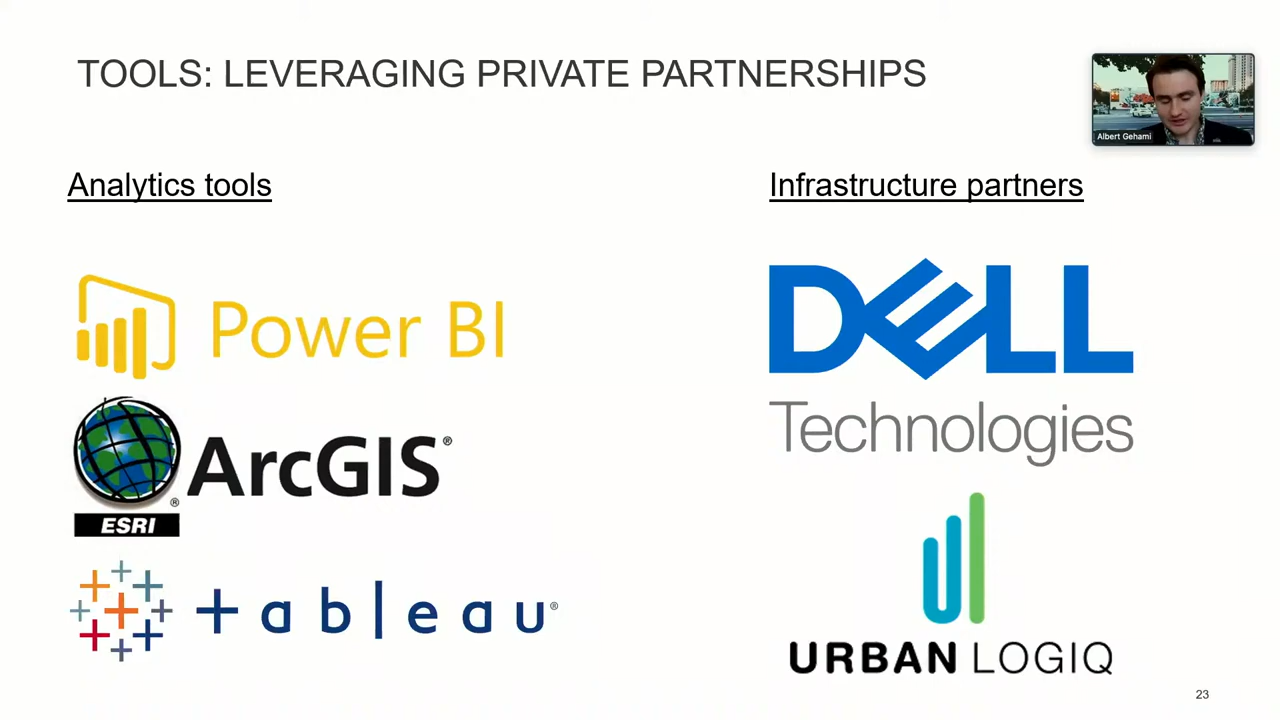 TOOLS: LEVERAGING PRIVATE PARTNERSHIPS
Albert Gehami
Analytics tools
Power BI
ArcGIS®
®
ESRI
+ableau®
Infrastructure partners
DELL
Technologies
URBAN LOGIQ
23